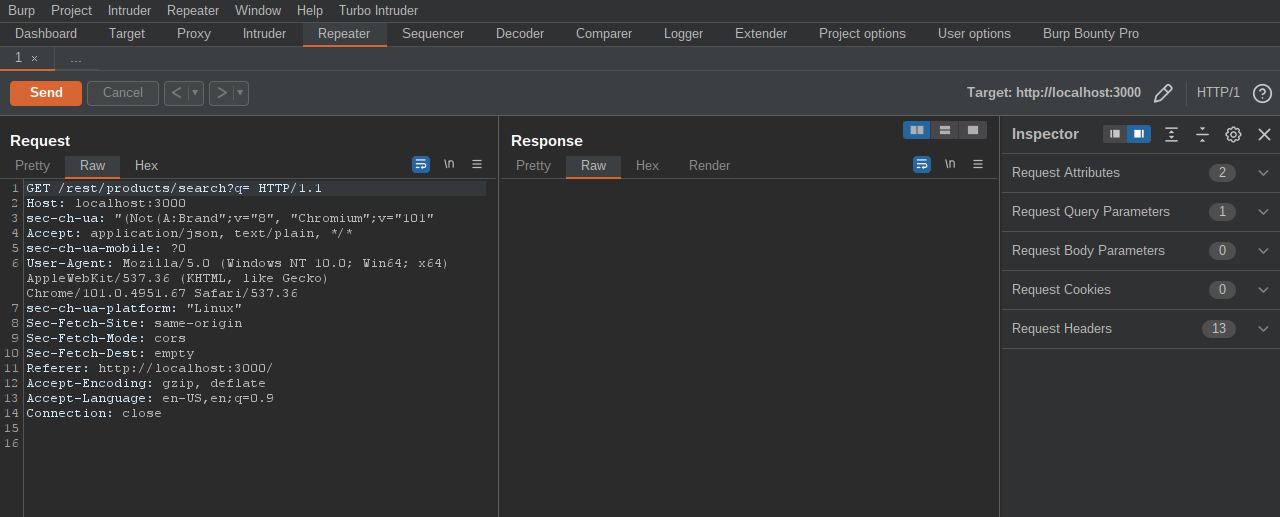 Burp Project Intruder Repeater Window Help Turbo Intruder
Dashboard Target Proxy Intruder Repeater Sequencer Decoder Comparer Logger Extender Project options User options Burp Bounty Pro
1 × ...
Send Cancel < > Target: http://localhost:3000 HTTP/1 ?
Request
Pretty Raw Hex \n
1 GET /rest/products/search?q= HTTP/1.1
2 Host: localhost:3000
3 sec-ch-ua: "(Not(A:Brand";v="8", "Chromium";v="101"
4 Accept: application/json, text/plain, */*
5 sec-ch-ua-mobile: ?0
6 User-Agent: Mozilla/5.0 (Windows NT 10.0; Win64; x64)
AppleWebKit/537.36 (KHTML, like Gecko)
Chrome/101.0.4951.67 Safari/537.36
7 sec-ch-ua-platform: "Linux"
8 Sec-Fetch-Site: same-origin
9 Sec-Fetch-Mode: cors
10 Sec-Fetch-Dest: empty
11 Referer: http://localhost:3000/
12 Accept-Encoding: gzip, deflate
13 Accept-Language: en-US,en;q=0.9
14 Connection: close
15
16
Response
Pretty Raw Hex Render \n
Inspector
Request Attributes 2
Request Query Parameters 1
Request Body Parameters 0
Request Cookies 0
Request Headers 13